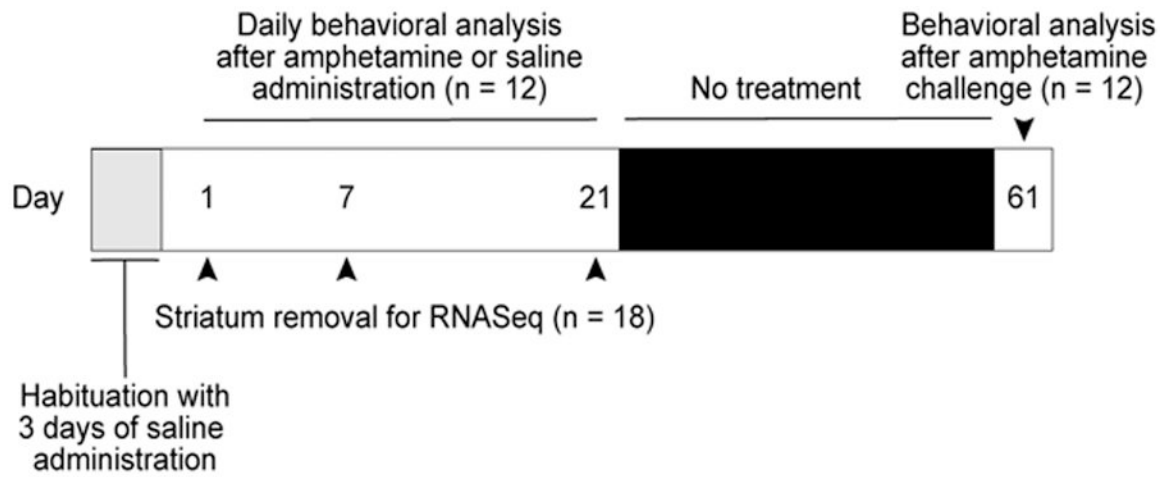 Daily behavioral analysis
after amphetamine or saline
administration (n = 12)
No treatment
Behavioral analysis
after amphetamine
challenge (n = 12)
Day
1
7
21
61
Striatum removal for RNASeq (n = 18)
Habituation with
3 days of saline
administration